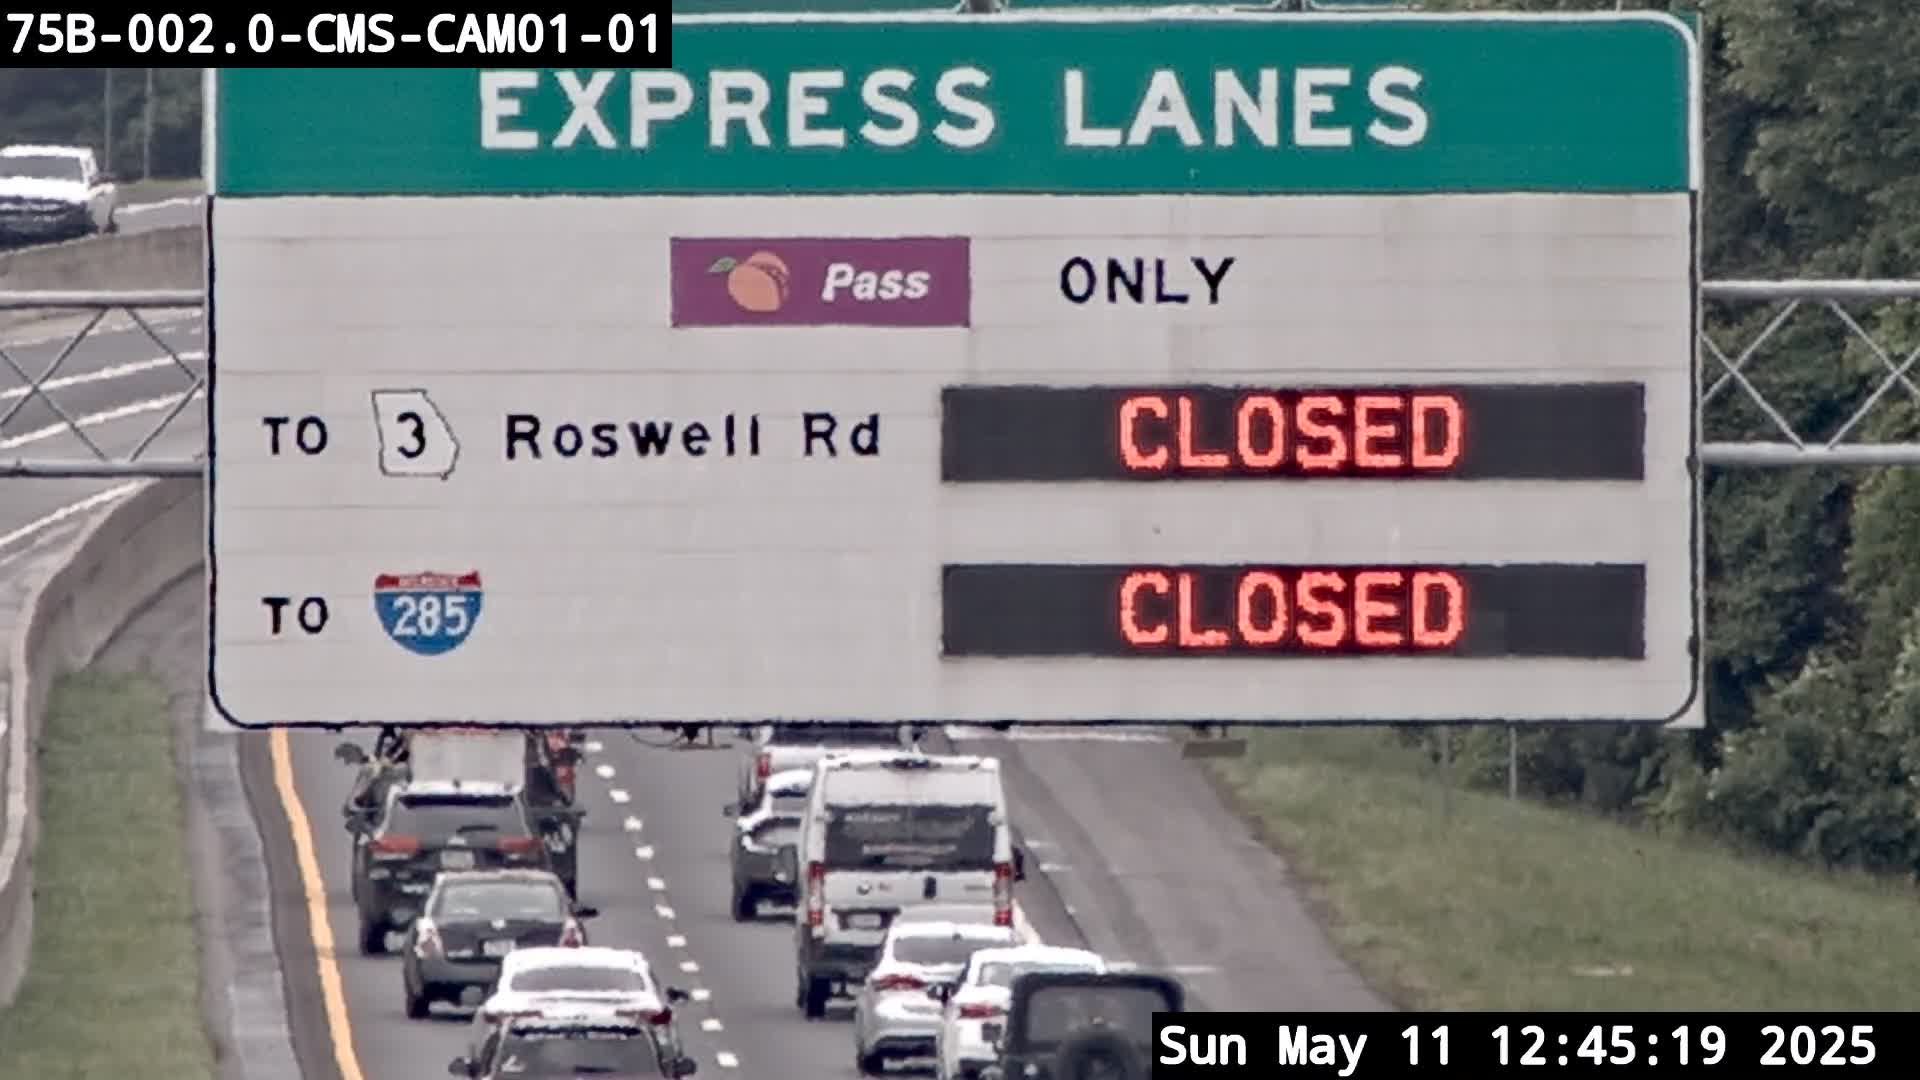 75B-002.0-CMS-CAM01-01
EXPRESS LANES
Pass ONLY
TO 3 Roswell Rd CLOSED
TO 285 CLOSED
Sun May 11 12:45:19 2025